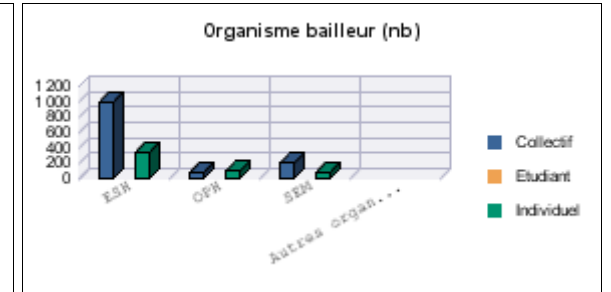 Organisme bailleur (nb)
1 200
1 000
800
600
400
200
0
ESH
OPH
SEM
Autres organ...
Collectif
Etudiant
Individuel